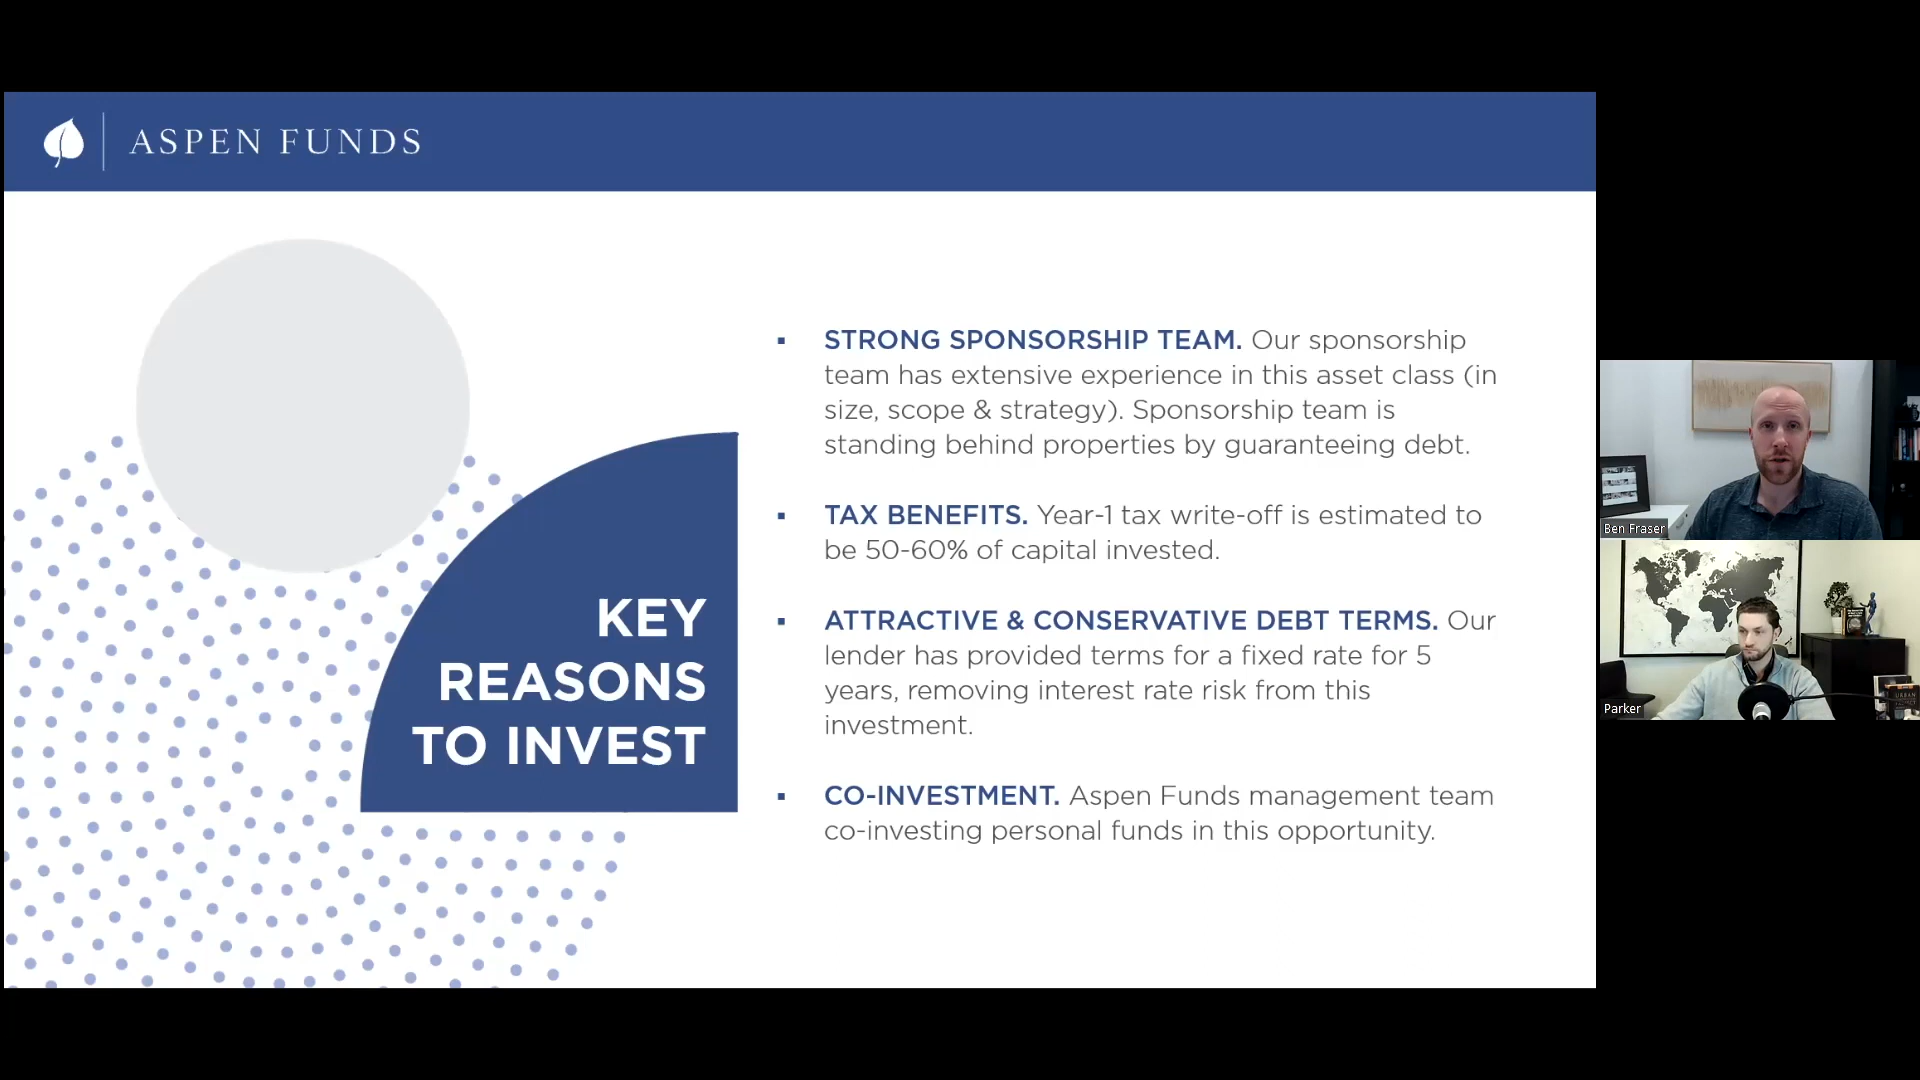 ASPEN FUNDS
KEY
REASONS
TO INVEST
▪ STRONG SPONSORSHIP TEAM. Our sponsorship
team has extensive experience in this asset class (in
size, scope & strategy). Sponsorship team is
standing behind properties by guaranteeing debt.
▪ TAX BENEFITS. Year-1 tax write-off is estimated to
be 50-60% of capital invested.
▪ ATTRACTIVE & CONSERVATIVE DEBT TERMS. Our
lender has provided terms for a fixed rate for 5
years, removing interest rate risk from this
investment.
▪ CO-INVESTMENT. Aspen Funds management team
co-investing personal funds in this opportunity.
Ben Fraser
Parker